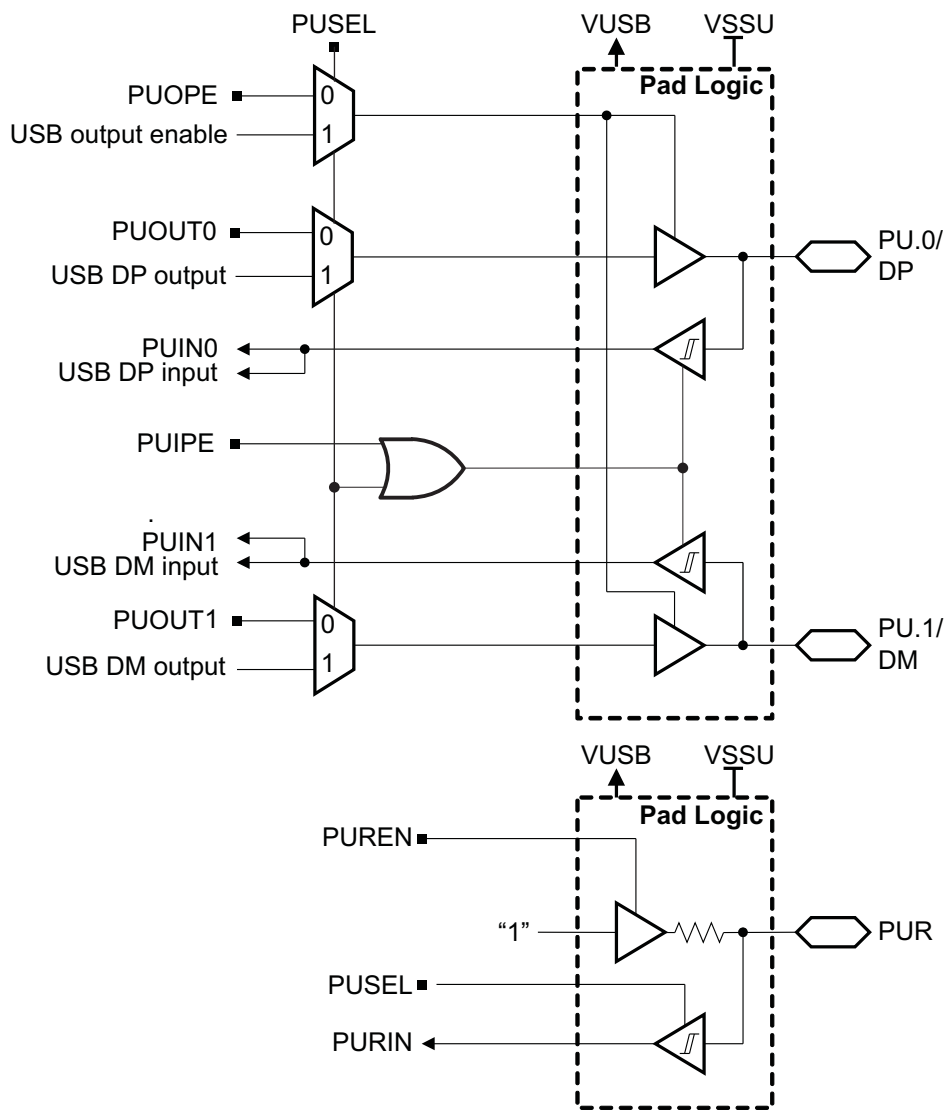 PUSEL
VUSB
VSSU
Pad Logic
PUOPE
0
USB output enable
1
PUOUT0
0
USB DP output
1
PU.0/
DP
PUIN0
USB DP input
PUIPE
.
PUIN1
USB DM input
PUOUT1
0
USB DM output
1
PU.1/
DM
VUSB
VSSU
Pad Logic
PUREN
“1”
PUR
PUSEL
PURIN